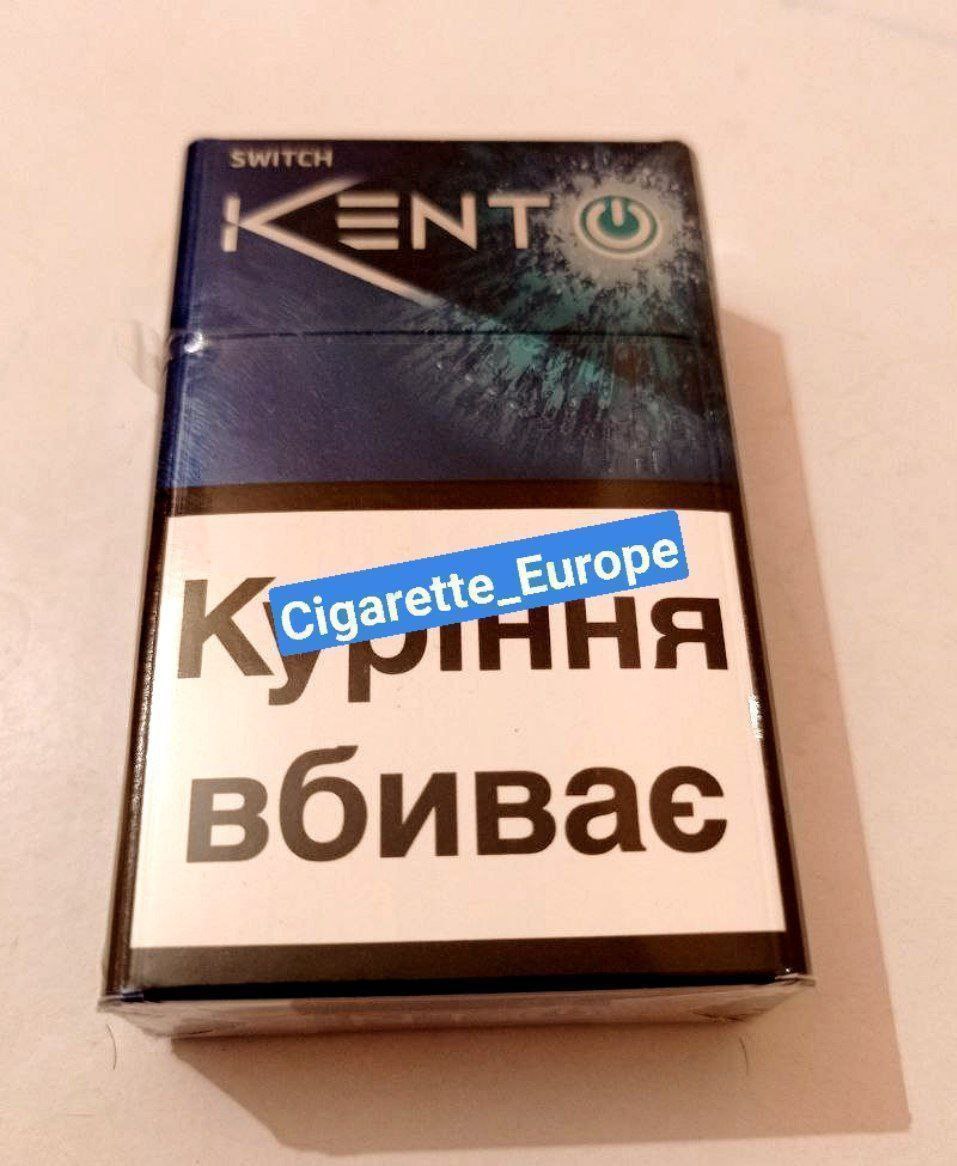 SWITCH
KENT
Cigarette_Europe
Куріння
вбиває